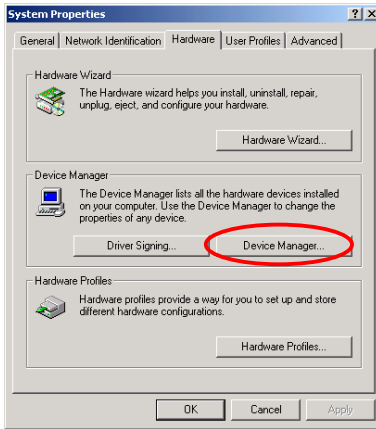 System Properties
General Network Identification Hardware User Profiles Advanced
Hardware Wizard
The Hardware wizard helps you install, uninstall, repair,
unplug, eject, and configure your hardware.
Hardware Wizard...
Device Manager
The Device Manager lists all the hardware devices installed
on your computer. Use the Device Manager to change the
properties of any device.
Driver Signing... Device Manager...
Hardware Profiles
Hardware profiles provide a way for you to set up and store
different hardware configurations.
Hardware Profiles...
OK Cancel Apply